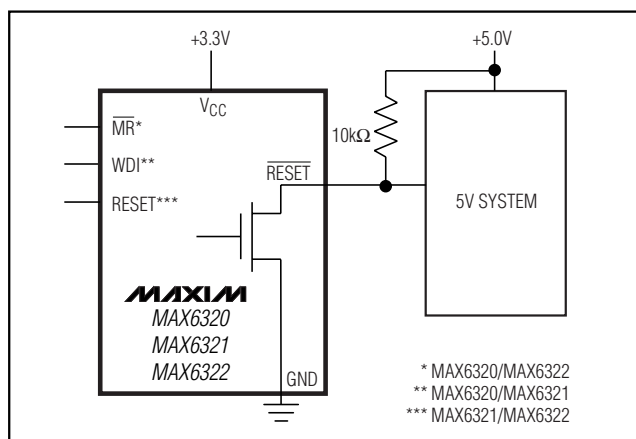 +3.3V
+5.0V
VCC
MR*
WDI**
RESET***
RESET
10kΩ
5V SYSTEM
MAXIM
MAX6320
MAX6321
MAX6322
GND
* MAX6320/MAX6322
** MAX6320/MAX6321
*** MAX6321/MAX6322